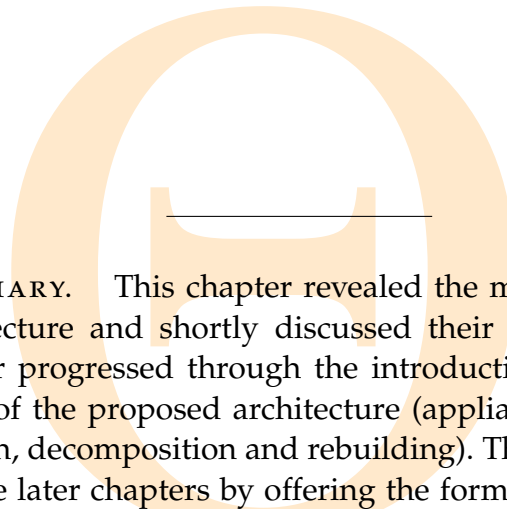 ARY. This chapter revealed the m
ecture and shortly discussed their
r progressed through the introducti
of the proposed architecture (applia
n, decomposition and rebuilding). Th
e later chapters by offering the form